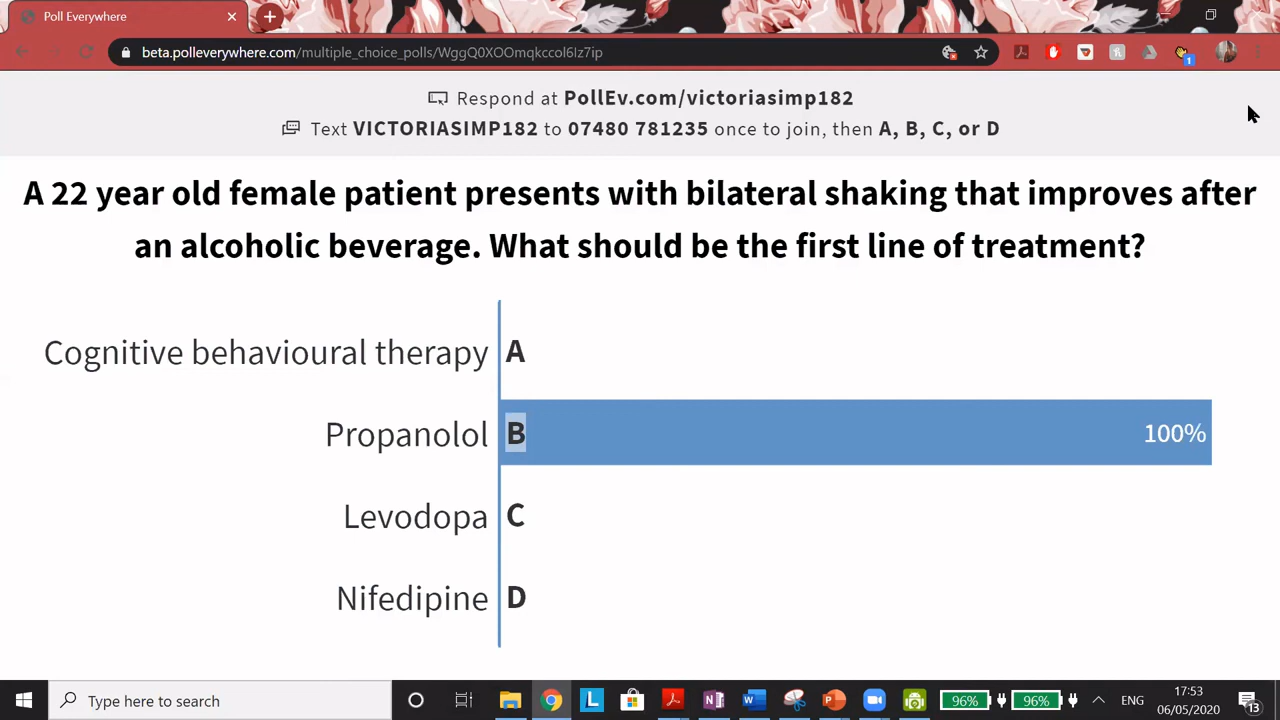 Poll Everywhere
beta.polleverywhere.com/multiple_choice_polls/WggQ0XOOmqkccol6Iz7ip
1
Respond at PollEv.com/victoriasimp182
Text VICTORIASIMP182 to 07480 781235 once to join, then A, B, C, or D
A 22 year old female patient presents with bilateral shaking that improves after
an alcoholic beverage. What should be the first line of treatment?
Cognitive behavioural therapy A
Propanolol B 100%
Levodopa C
Nifedipine D
Type here to search
96% 96% ENG 17:53
06/05/2020
13